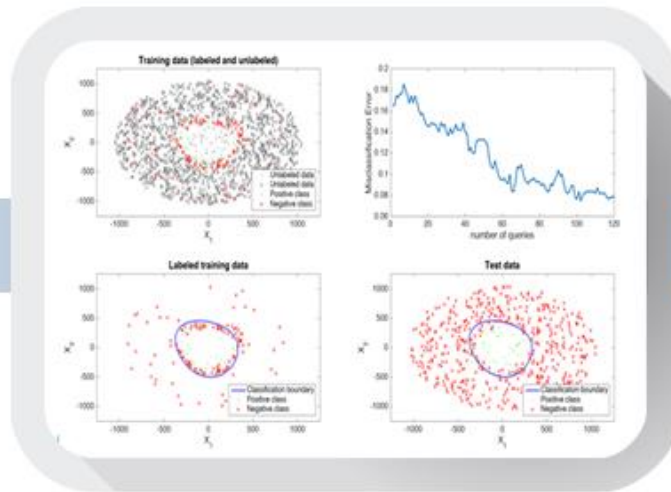 Training data (labeled and unlabeled)
1000
500
0
-500
-1000
X₂
-1000
-500
0
500
1000
X₁
Unlabeled data
Unlabeled data
Positive class
Negative class
0.2
0.18
0.16
0.14
0.12
0.1
0.08
0.06
Misclassification Error
0
20
40
60
80
100
120
number of queries
Labeled training data
1000
500
0
-500
-1000
X₂
-1000
-500
0
500
1000
X₁
Classification boundary
Positive class
Negative class
Test data
1000
500
0
-500
-1000
X₂
-1000
-500
0
500
1000
X₁
Classification boundary
Positive class
Negative class